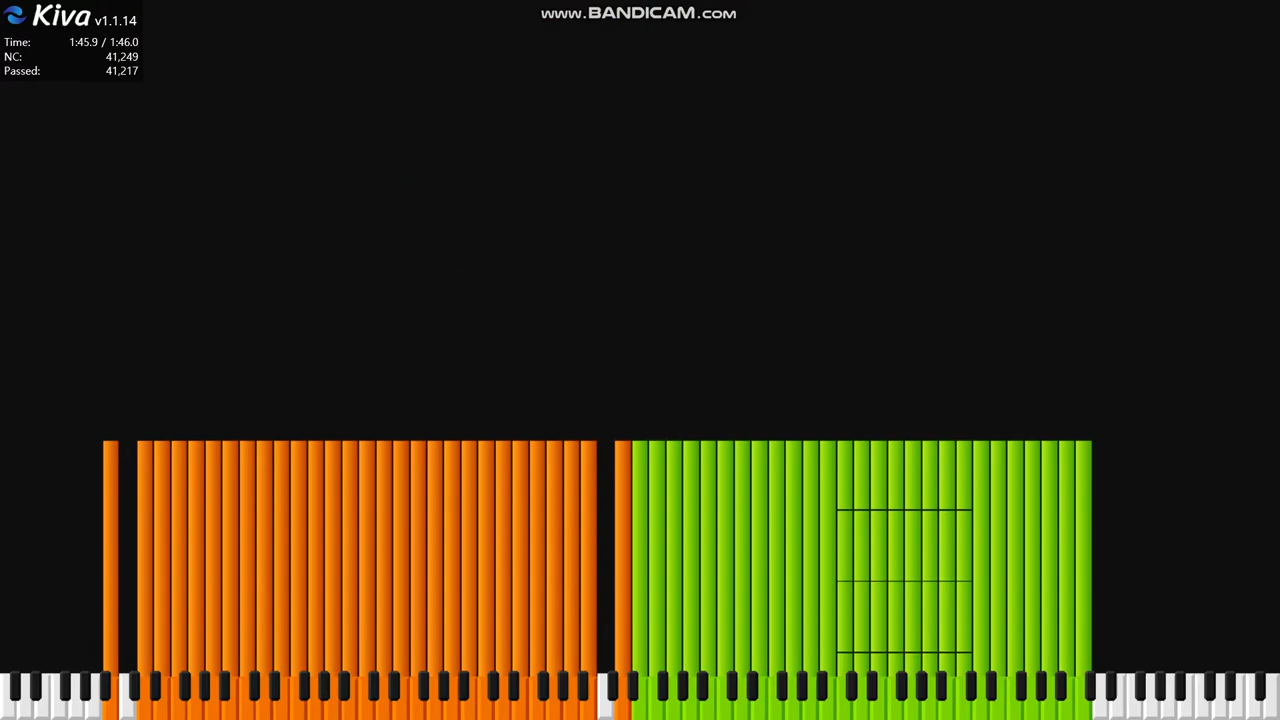 Kiva v1.1.14
www.BANDICAM.com
Time: 1:45.9 / 1:46.0
NC: 41,249
Passed: 41,217